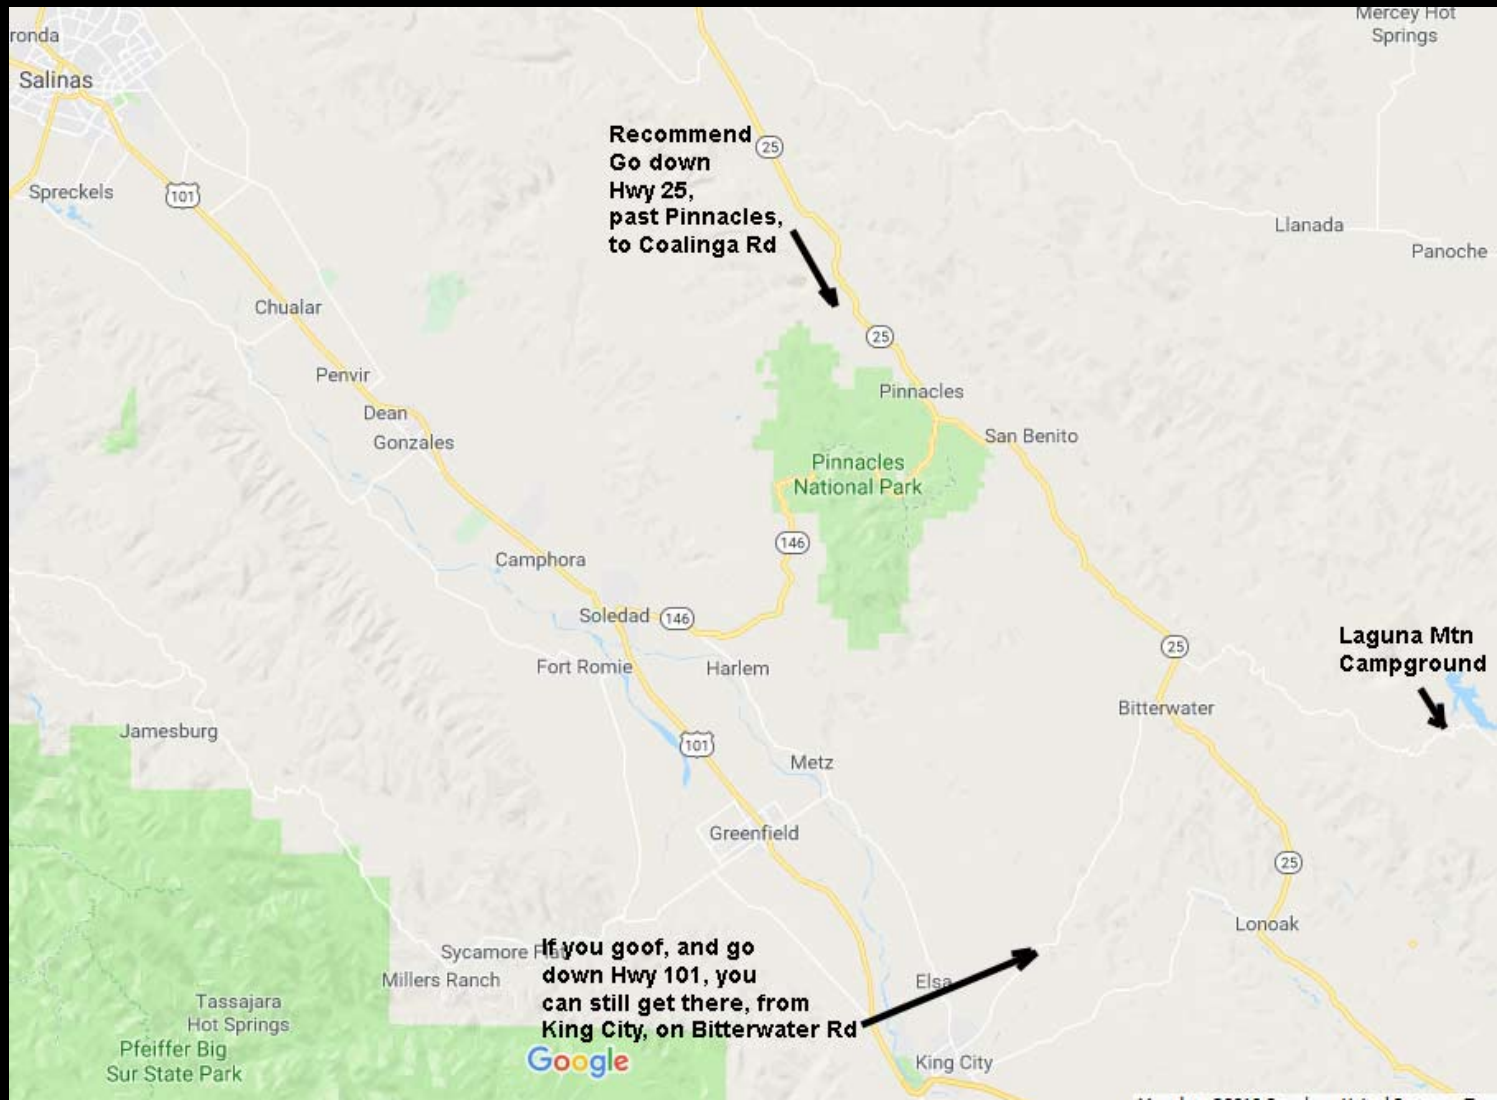 Mercey Hot
Springs
ronda
Salinas
Recommend
Go down
Hwy 25,
past Pinnacles,
to Coalinga Rd
25
Spreckels
101
Llanada
Panoche
Chualar
25
Penvir
Pinnacles
Dean
Gonzales
San Benito
Pinnacles
National Park
146
Camphora
Soledad
146
Laguna Mtn
Campground
25
Fort Romie
Harlem
Bitterwater
Jamesburg
101
Metz
Greenfield
25
Lonoak
Sycamore Flat
If you goof, and go
down Hwy 101, you
can still get there, from
King City, on Bitterwater Rd
Millers Ranch
Elsa
Tassajara
Hot Springs
Pfeiffer Big
Sur State Park
Google
King City